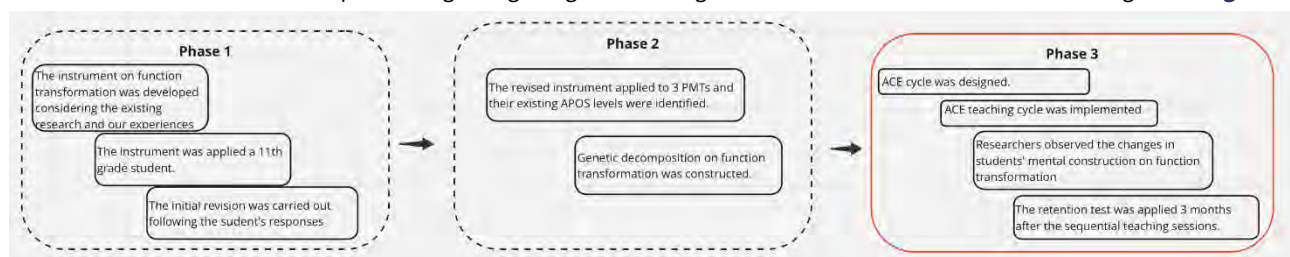 Phase 1
The instrument on function
transformation was developed
considering the existing
research and our experiences
The instrument was applied a 11th
grade student.
The initial revision was carried out
following the sudent's responses
Phase 2
The revised instrument applied to 3 PMTs and
their existing APOS levels were identified.
Genetic decomposition on function
transformation was constructed.
Phase 3
ACE cycle was designed.
ACE teaching cycle was implemented
Researchers observed the changes in
students' mental construction on function
transformation
The retention test was applied 3 months
after the sequential teaching sessions.